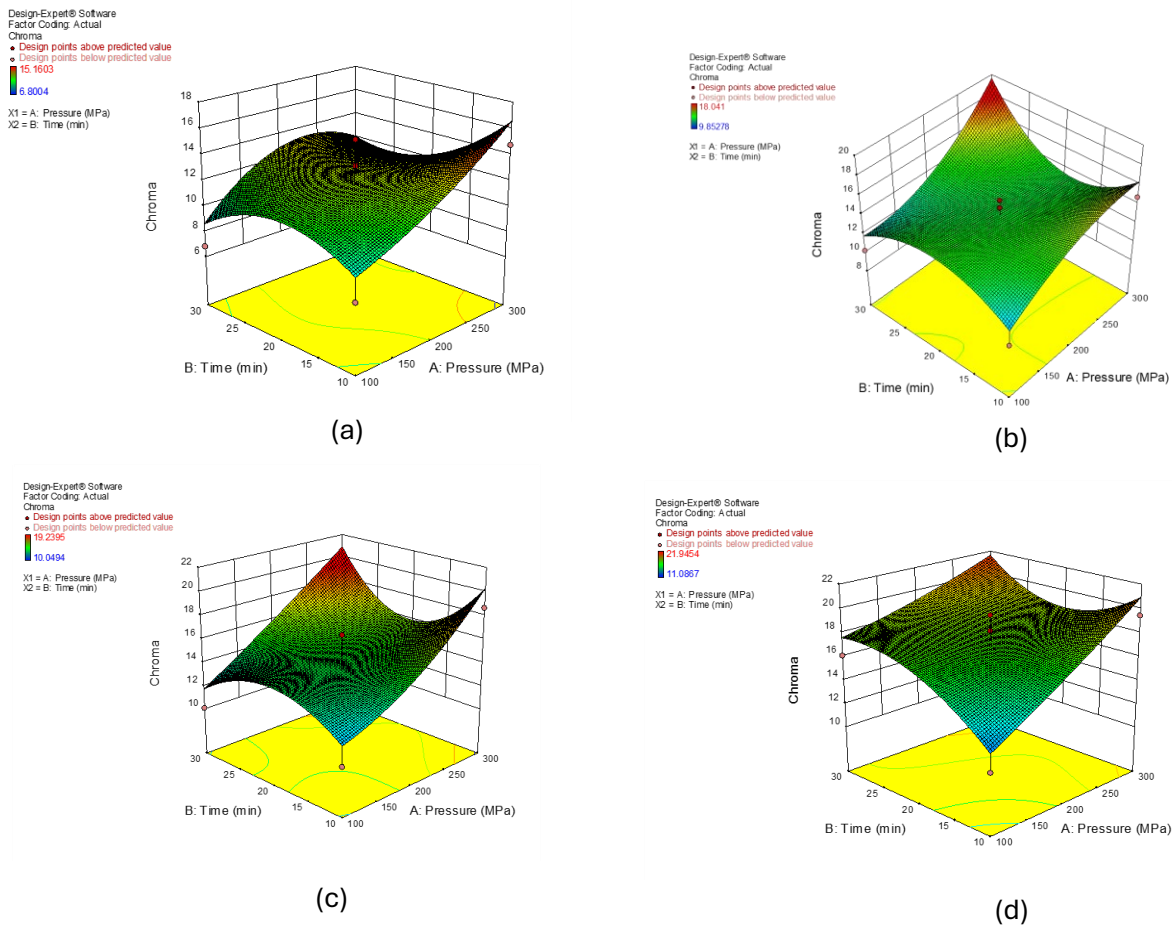 Design-Expert® Software
Factor Coding: Actual
Chroma
Design points above predicted value
Design points below predicted value
15.1603
6.8004
X1 = A: Pressure (MPa)
X2 = B: Time (min)
18
16
14
12
10
8
6
Chroma
30
25
20
15
10
100
150
200
250
300
B: Time (min)
A: Pressure (MPa)
(a)
Design-Expert® Software
Factor Coding: Actual
Chroma
Design points above predicted value
Design points below predicted value
18.041
9.85278
X1 = A: Pressure (MPa)
X2 = B: Time (min)
20
18
16
14
12
10
8
Chroma
30
25
20
15
10
100
150
200
250
300
B: Time (min)
A: Pressure (MPa)
(b)
Design-Expert® Software
Factor Coding: Actual
Chroma
Design points above predicted value
Design points below predicted value
19.2395
10.0494
X1 = A: Pressure (MPa)
X2 = B: Time (min)
22
20
18
16
14
12
10
Chroma
30
25
20
15
10
100
150
200
250
300
B: Time (min)
A: Pressure (MPa)
(c)
Design-Expert® Software
Factor Coding: Actual
Chroma
Design points above predicted value
Design points below predicted value
21.9454
11.0867
X1 = A: Pressure (MPa)
X2 = B: Time (min)
22
20
18
16
14
12
10
Chroma
30
25
20
15
10
100
150
200
250
300
B: Time (min)
A: Pressure (MPa)
(d)